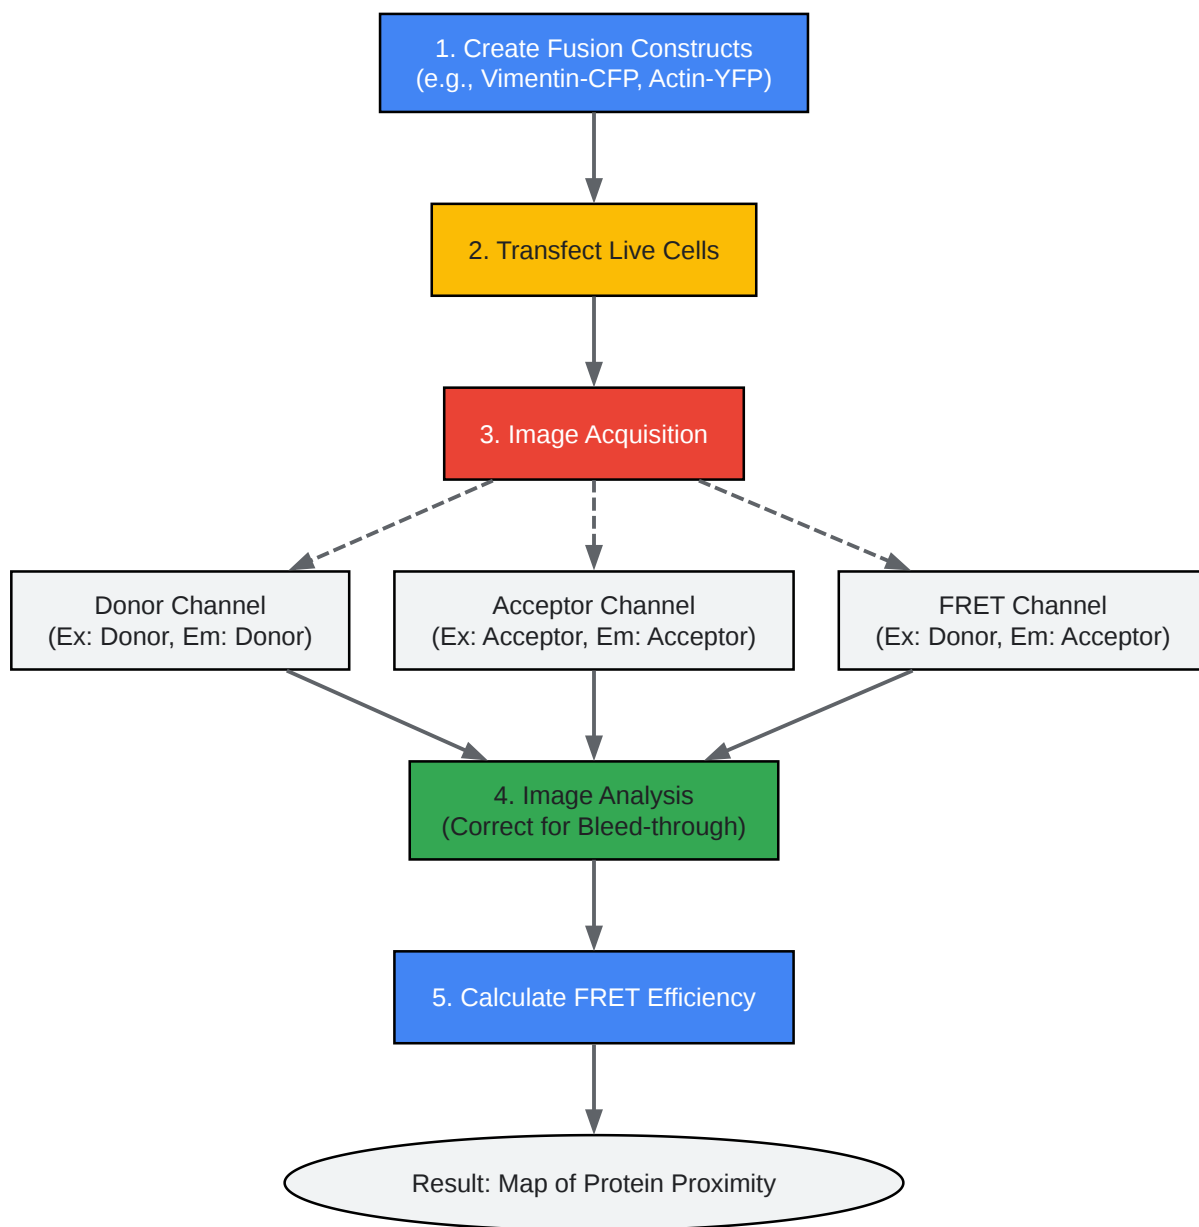 1. Create Fusion Constructs
(e.g., Vimentin-CFP, Actin-YFP)
2. Transfect Live Cells
3. Image Acquisition
Donor Channel
(Ex: Donor, Em: Donor)
Acceptor Channel
(Ex: Acceptor, Em: Acceptor)
FRET Channel
(Ex: Donor, Em: Acceptor)
4. Image Analysis
(Correct for Bleed-through)
5. Calculate FRET Efficiency
Result: Map of Protein Proximity